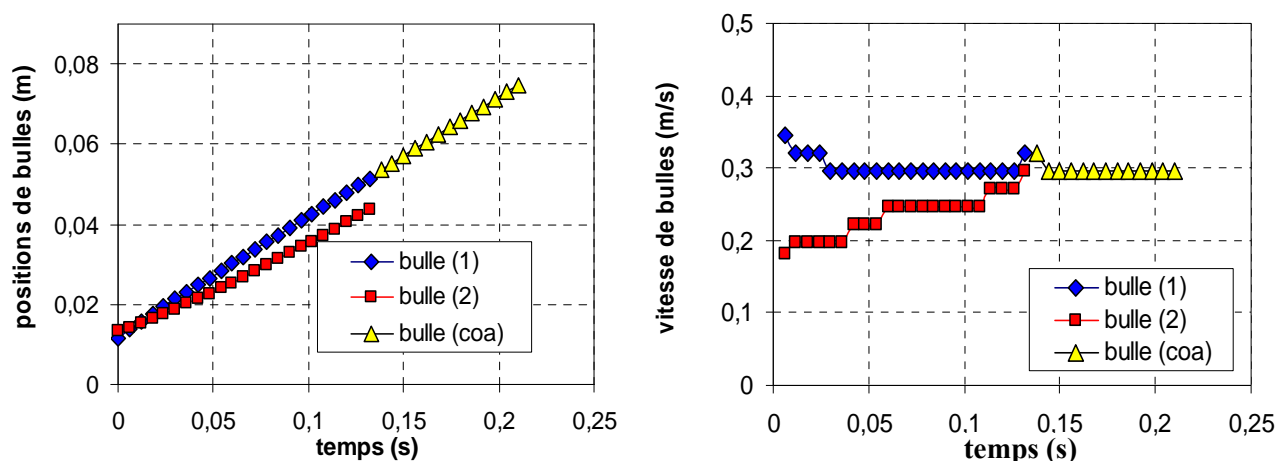 positions de bulles (m)
0,08
0,06
0,04
0,02
0
bulle (1)
bulle (2)
bulle (coa)
0 0,05 0,1 0,15 0,2 0,25
temps (s)
vitesse de bulles (m/s)
0,5
0,4
0,3
0,2
0,1
0
bulle (1)
bulle (2)
bulle (coa)
0 0,05 0,1 0,15 0,2 0,25
temps (s)